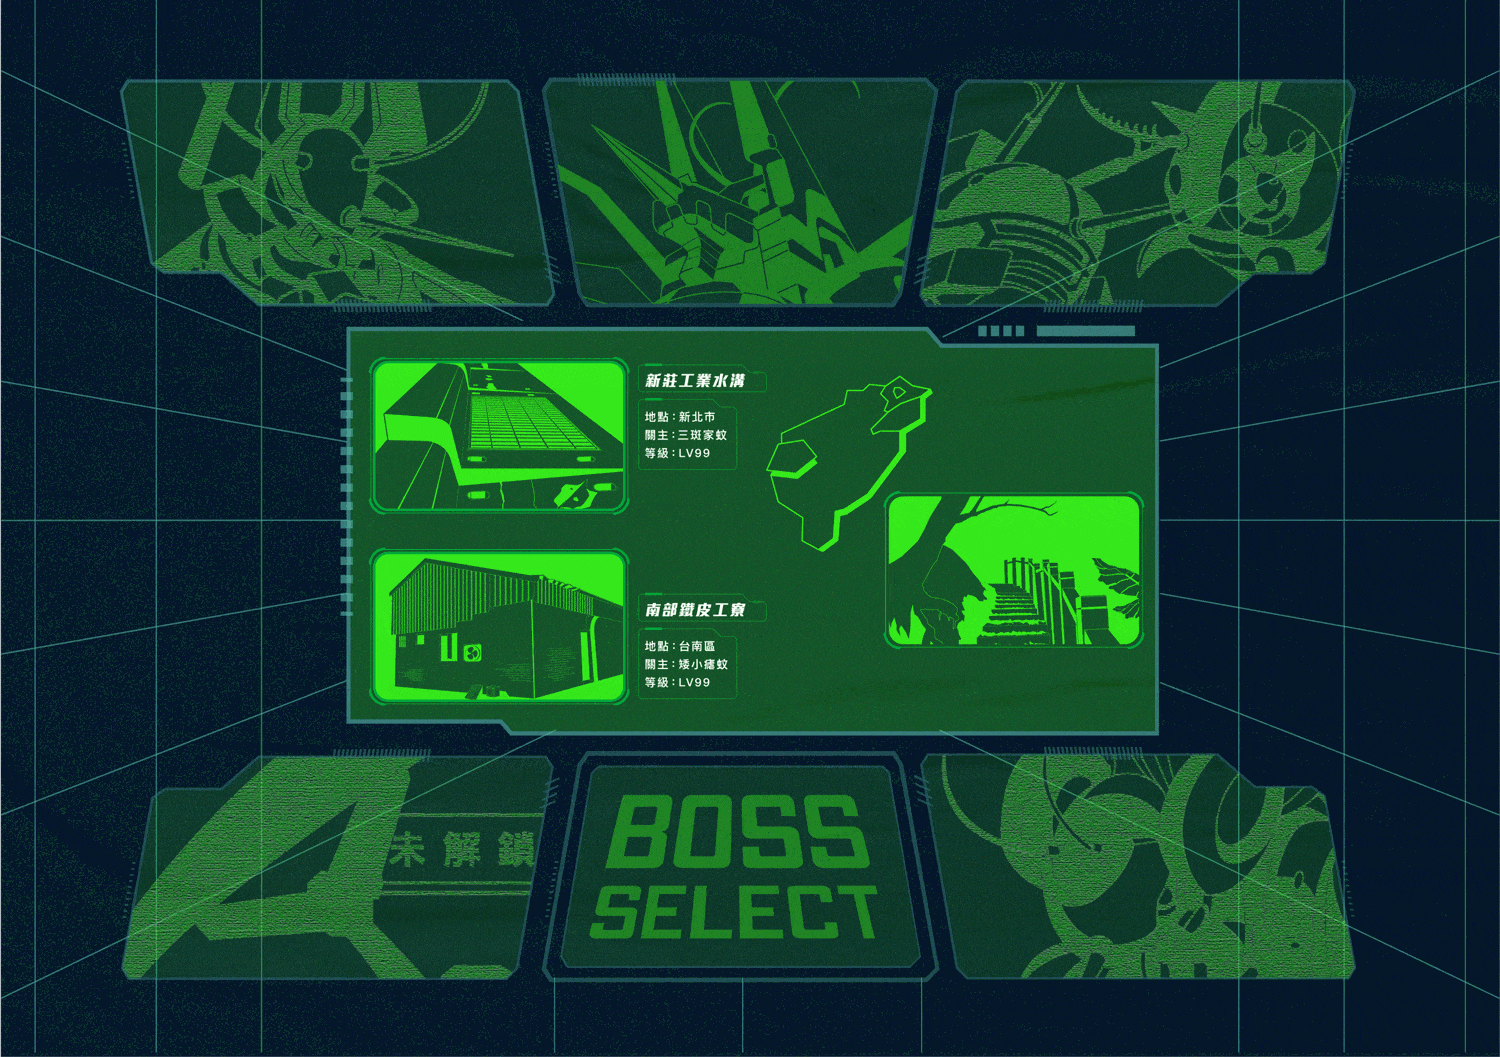 新莊工業水溝
地點：新北市
關主：三斑家蚊
等級：LV99
南部鐵皮工寮
地點：台南區
關主：矮小瘧蚊
等級：LV99
未解鎖
BOSS
SELECT